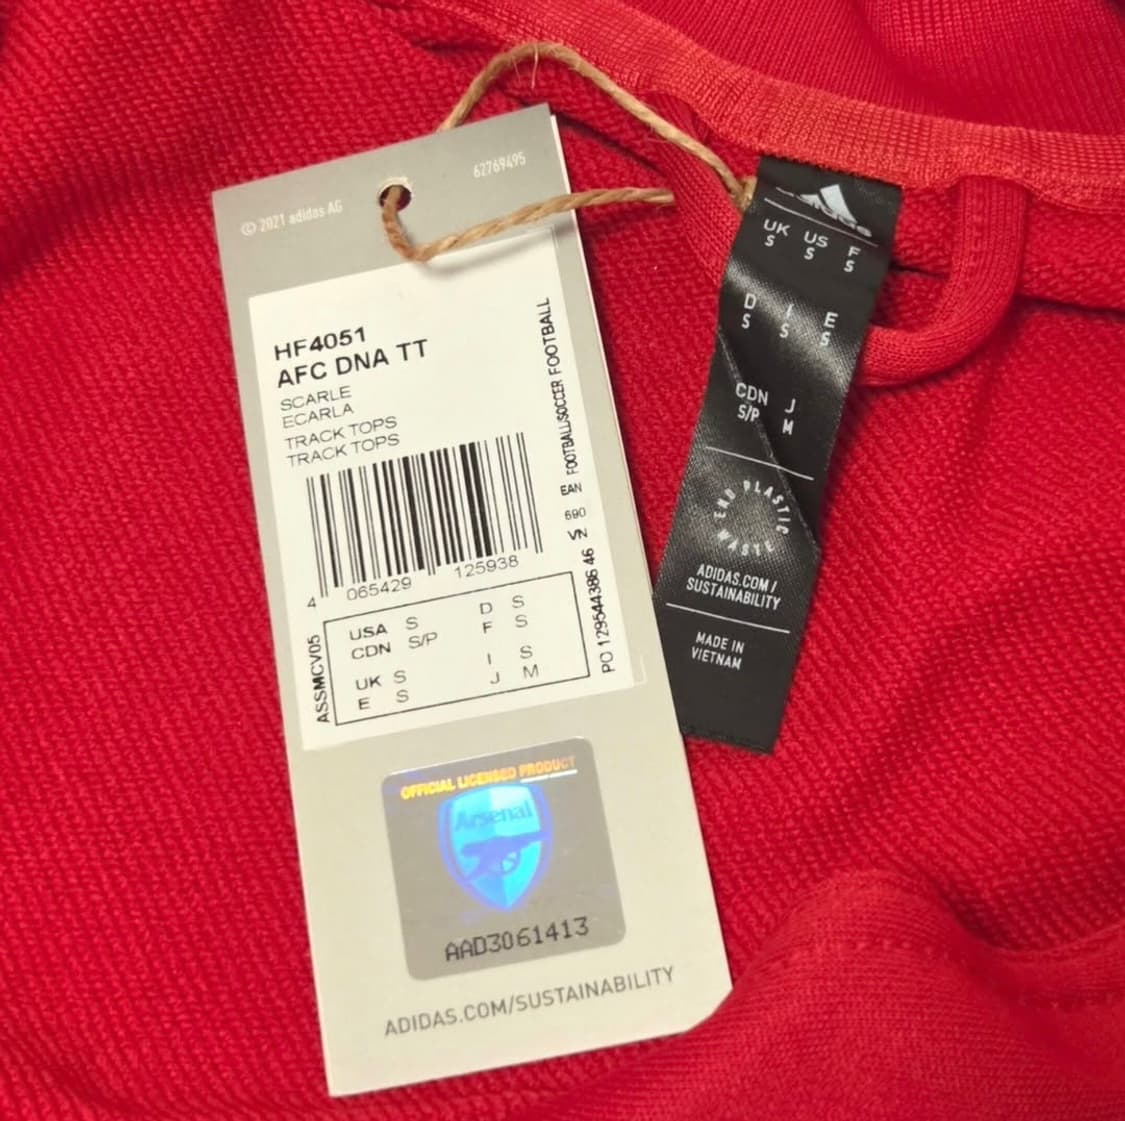 © 2021 adidas AG
62769495
HF4051
AFC DNA TT
SCARLE
ECARLA
TRACK TOPS
TRACK TOPS
FOOTBALL/SOCCER FOOTBALL
EAN
690
VN
PO 129544386 46
4 065429 125938
ASSMCV05
USA S D S
CDN S/P F S
UK S I S
E S J M
OFFICIAL LICENSED PRODUCT
Arsenal
AAD3061413
ADIDAS.COM/SUSTAINABILITY
adidas
UK US F
S S S
D I E
S S S
CDN J
S/P M
END PLASTIC WASTE
ADIDAS.COM/
SUSTAINABILITY
MADE IN
VIETNAM